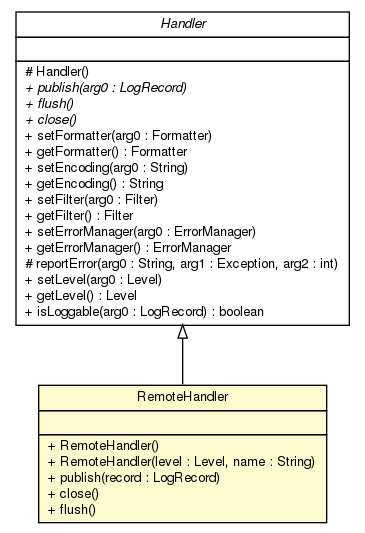 Handler
# Handler()
+ publish(arg0 : LogRecord)
+ flush()
+ close()
+ setFormatter(arg0 : Formatter)
+ getFormatter() : Formatter
+ setEncoding(arg0 : String)
+ getEncoding() : String
+ setFilter(arg0 : Filter)
+ getFilter() : Filter
+ setErrorManager(arg0 : ErrorManager)
+ getErrorManager() : ErrorManager
# reportError(arg0 : String, arg1 : Exception, arg2 : int)
+ setLevel(arg0 : Level)
+ getLevel() : Level
+ isLoggable(arg0 : LogRecord) : boolean
RemoteHandler
+ RemoteHandler()
+ RemoteHandler(level : Level, name : String)
+ publish(record : LogRecord)
+ close()
+ flush()